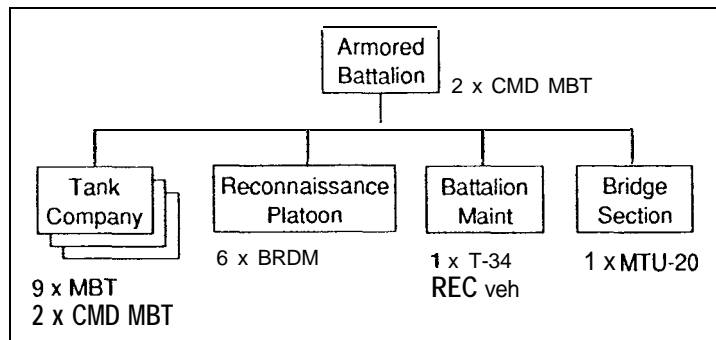 Armored
Battalion
2 x CMD MBT
Tank
Company
9 x MBT
2 x CMD MBT
Reconnaissance
Platoon
6 x BRDM
Battalion
Maint
1 x T-34
REC veh
Bridge
Section
1 x MTU-20